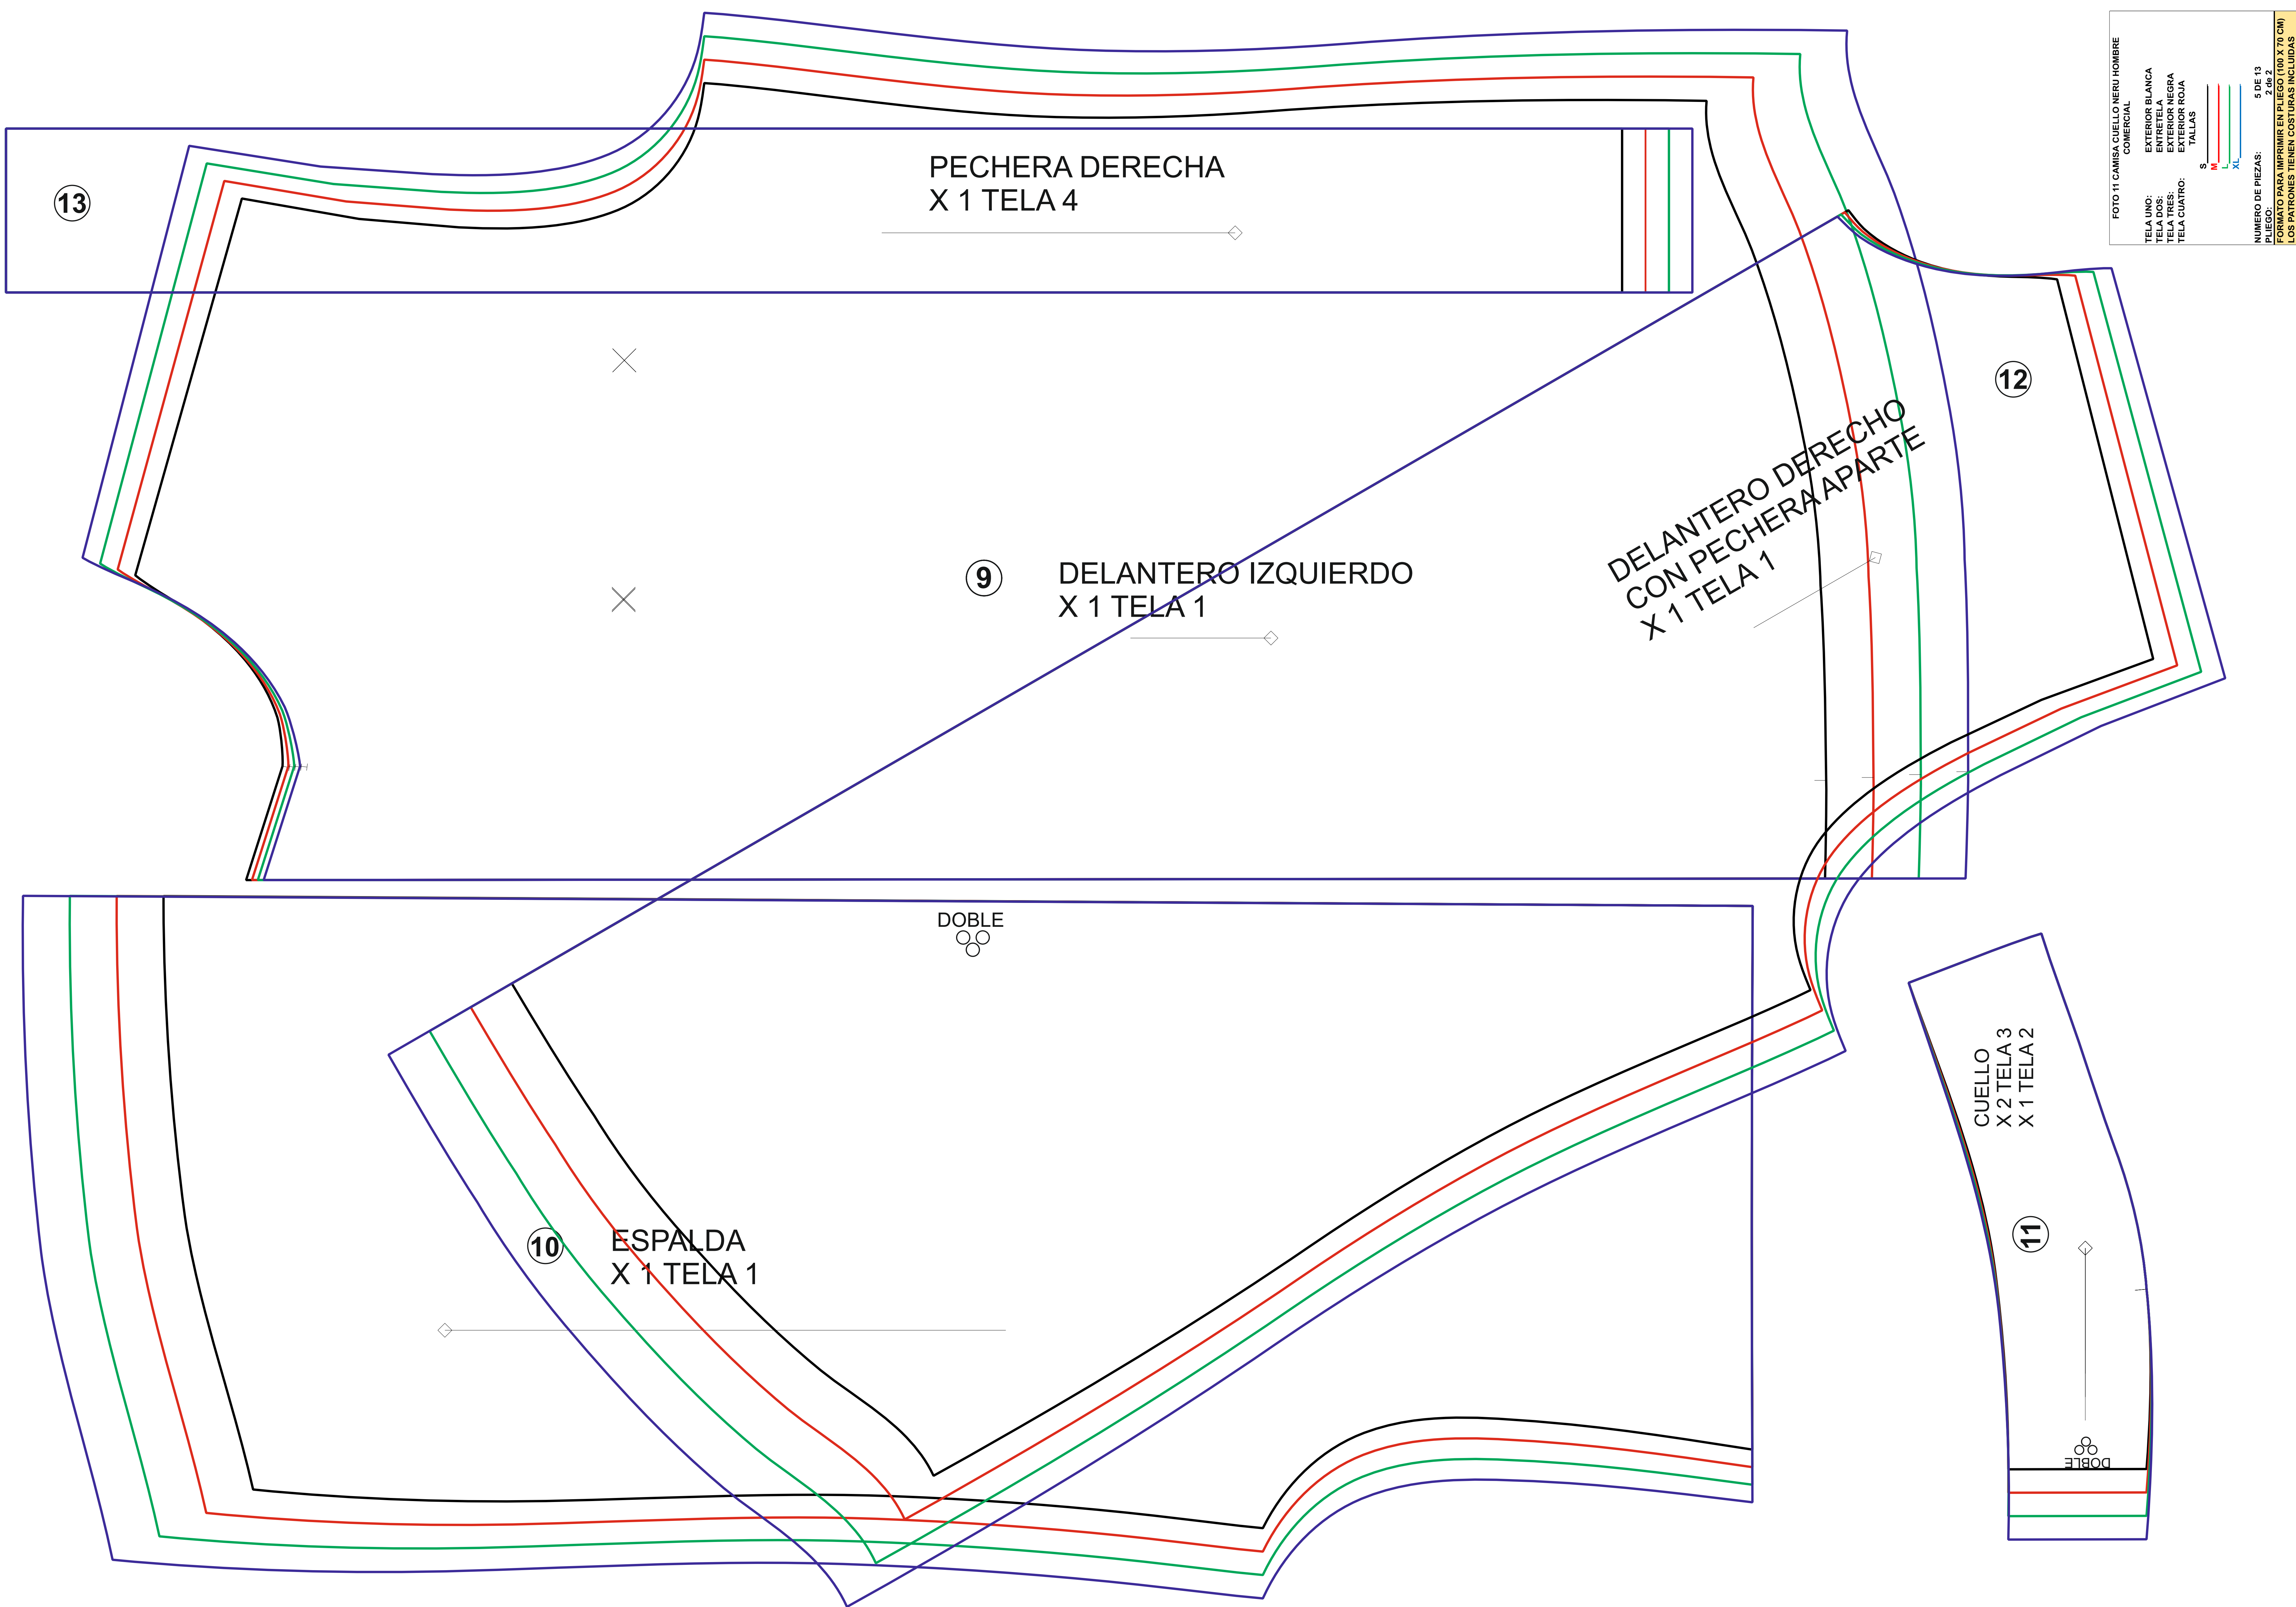 13
PECHERA DERECHA
X 1 TELA 4
FOTO 11 CAMISA CUELLO NERU HOMBRE
COMERCIAL
TELA UNO: EXTERIOR BLANCA
TELA DOS: ENTRETELA
TELA TRES: EXTERIOR NEGRA
TELA CUATRO: EXTERIOR ROJA
TALLAS
S
M
L
XL
NUMERO DE PIEZAS: 5 DE 13
PLIEGO: 2 de 2
FORMATO PARA IMPRIMIR EN PLIEGO (100 X 70 CM)
LOS PATRONES TIENEN COSTURAS INCLUIDAS
12
DELANTERO DERECHO
CON PECHERA APARTE
X 1 TELA 1
9
DELANTERO IZQUIERDO
X 1 TELA 1
DOBLE
10
ESPALDA
X 1 TELA 1
CUELLO
X 2 TELA 3
X 1 TELA 2
11
DOBLE